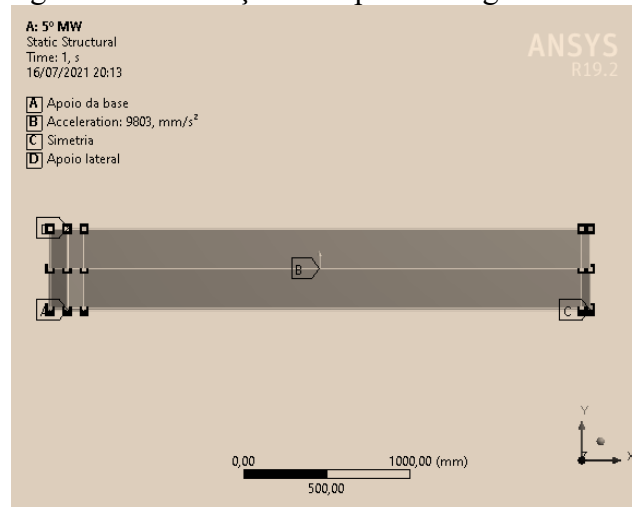 A: 5º MW
Static Structural
Time: 1, s
16/07/2021 20:13
A Apoio da base
B Acceleration: 9803, mm/s²
C Simetria
D Apoio lateral
ANSYS
R19.2
B
A
C
Y
X
0,00 1000,00 (mm)
500,00